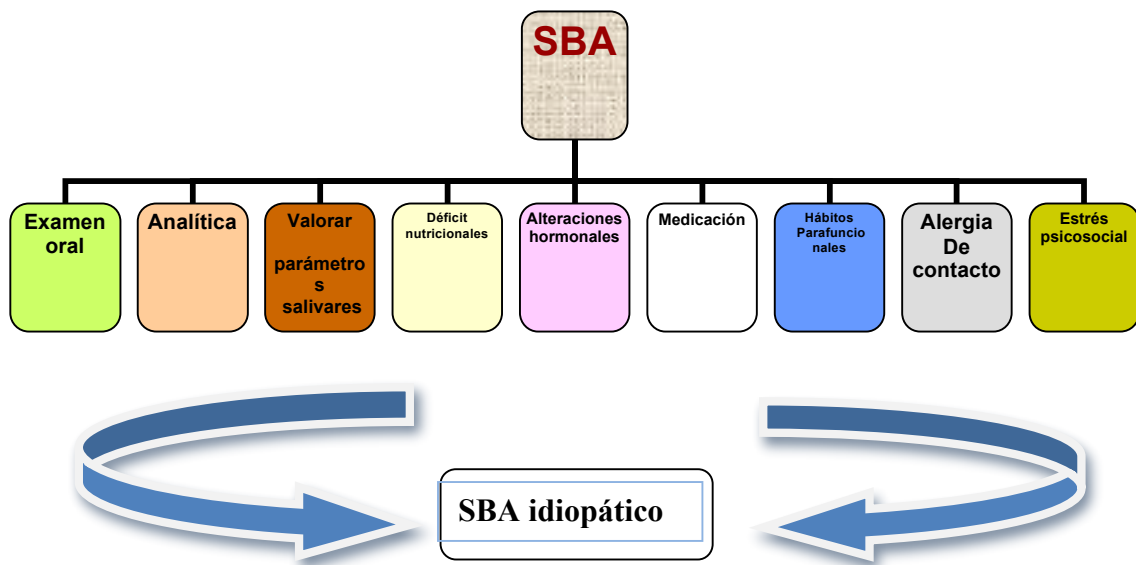 SBA
Examen
oral
Analítica
Valorar
parámetro
s
salivares
Déficit
nutricionales
Alteraciones
hormonales
Medicación
Hábitos
Parafuncio
nales
Alergia
De
contacto
Estrés
psicosocial
SBA idiopático